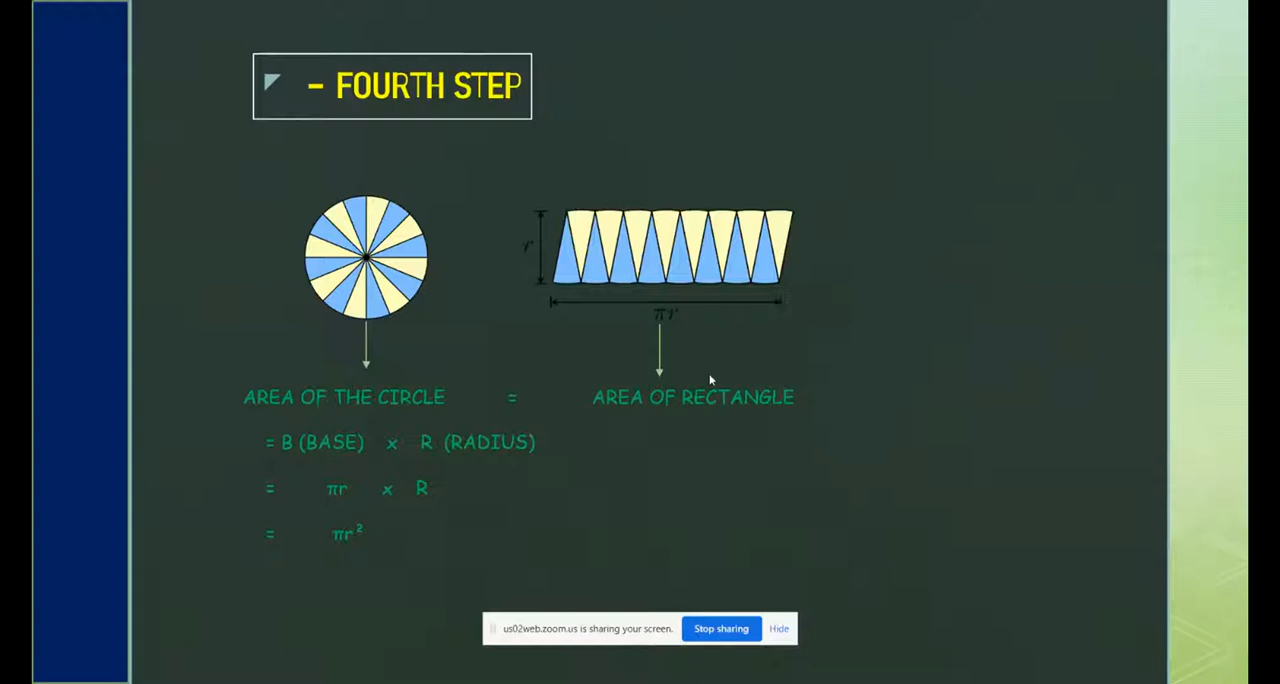 - FOURTH STEP
r
πr
AREA OF THE CIRCLE = AREA OF RECTANGLE
= B (BASE) x R (RADIUS)
= πr x R
= πr²
us02web.zoom.us is sharing your screen. Stop sharing Hide